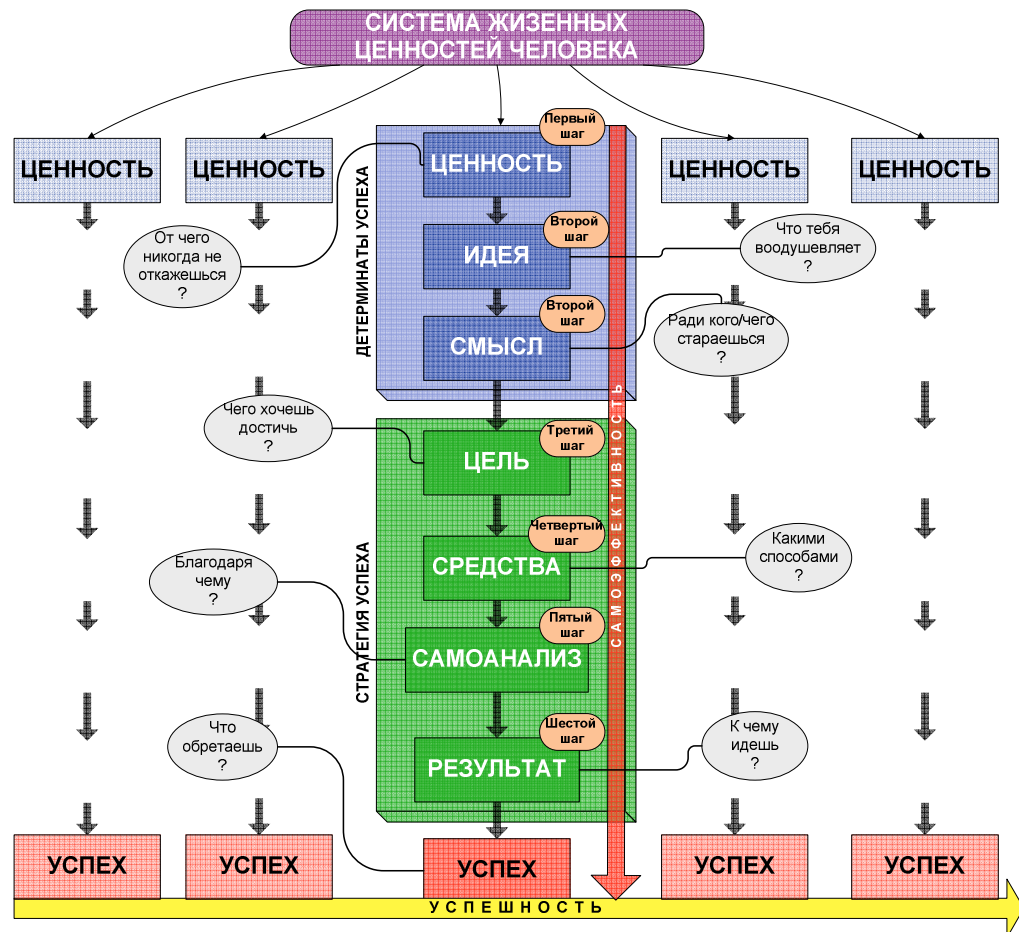 СИСТЕМА ЖИЗЕННЫХ
ЦЕННОСТЕЙ ЧЕЛОВЕКА
ЦЕННОСТЬ
ЦЕННОСТЬ
Первый
шаг
ЦЕННОСТЬ
ЦЕННОСТЬ
ЦЕННОСТЬ
ДЕТЕРМИНАТЫ УСПЕХА
От чего
никогда не
откажешься
?
Второй
шаг
ИДЕЯ
Что тебя
воодушевляет
?
Второй
шаг
СМЫСЛ
Ради кого/чего
стараешься
?
САМОЭФФЕКТИВНОСТЬ
Чего хочешь
достичь
?
Третий
шаг
ЦЕЛЬ
СТРАТЕГИЯ УСПЕХА
Четвертый
шаг
СРЕДСТВА
Какими
способами
?
Благодаря
чему
?
Пятый
шаг
САМОАНАЛИЗ
Что
обретаешь
?
Шестой
шаг
РЕЗУЛЬТАТ
К чему
идешь
?
УСПЕХ
УСПЕХ
УСПЕХ
УСПЕХ
УСПЕХ
УСПЕШНОСТЬ